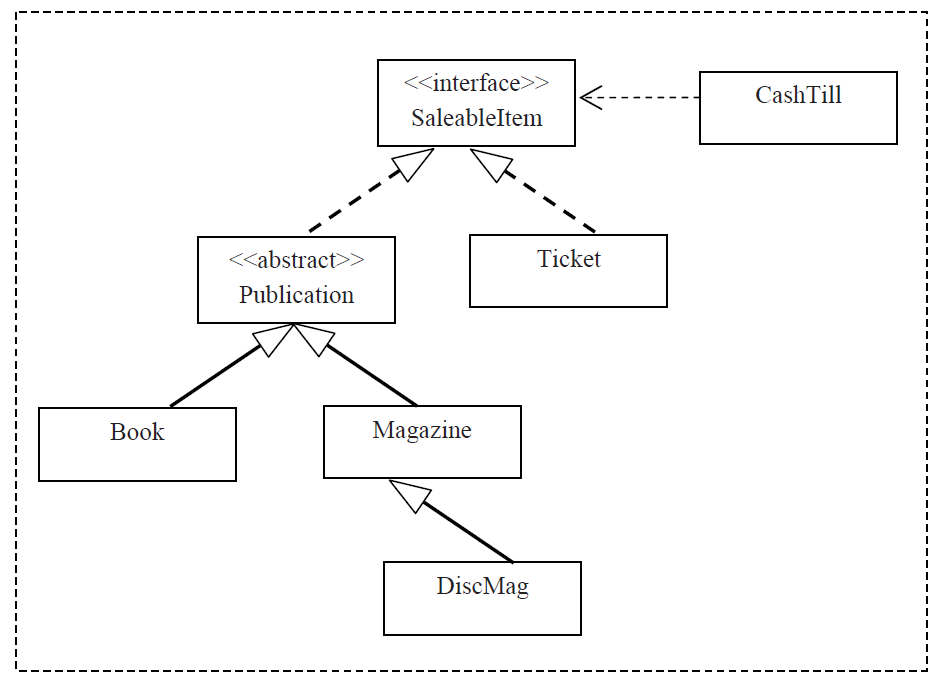 <<interface>>
SaleableItem
CashTill
<<abstract>>
Publication
Ticket
Book
Magazine
DiscMag